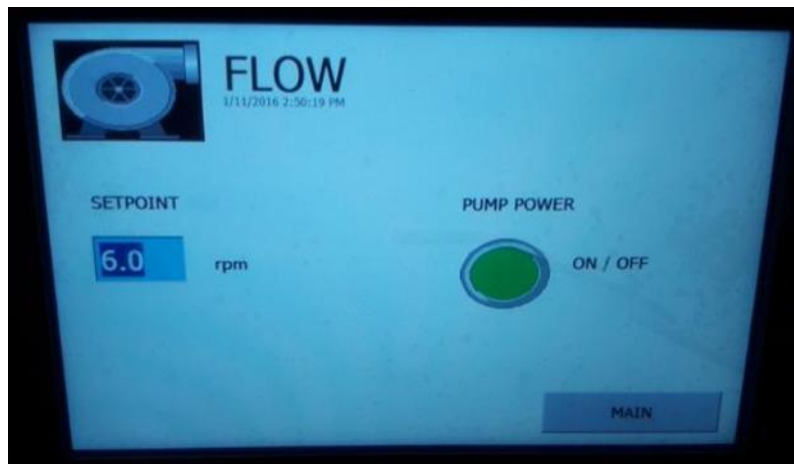 FLOW
1/11/2016 2:50:19 PM
SETPOINT
6.0 rpm
PUMP POWER
ON / OFF
MAIN